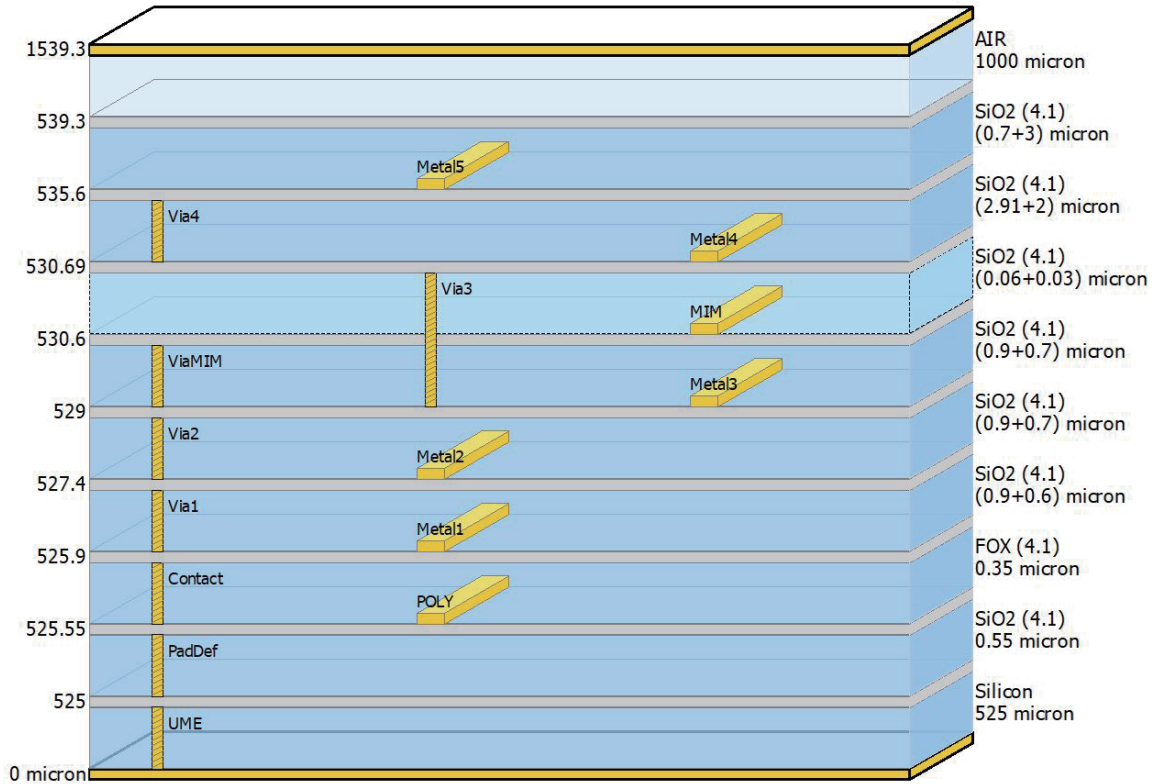 1539.3
AIR
1000 micron
539.3
SiO2 (4.1)
(0.7+3) micron
Metal5
535.6
SiO2 (4.1)
(2.91+2) micron
Via4
Metal4
530.69
SiO2 (4.1)
(0.06+0.03) micron
Via3
MIM
530.6
SiO2 (4.1)
(0.9+0.7) micron
ViaMIM
Metal3
529
SiO2 (4.1)
(0.9+0.7) micron
Via2
Metal2
527.4
SiO2 (4.1)
(0.9+0.6) micron
Via1
Metal1
525.9
FOX (4.1)
0.35 micron
Contact
POLY
525.55
SiO2 (4.1)
0.55 micron
PadDef
525
Silicon
525 micron
UME
0 micron